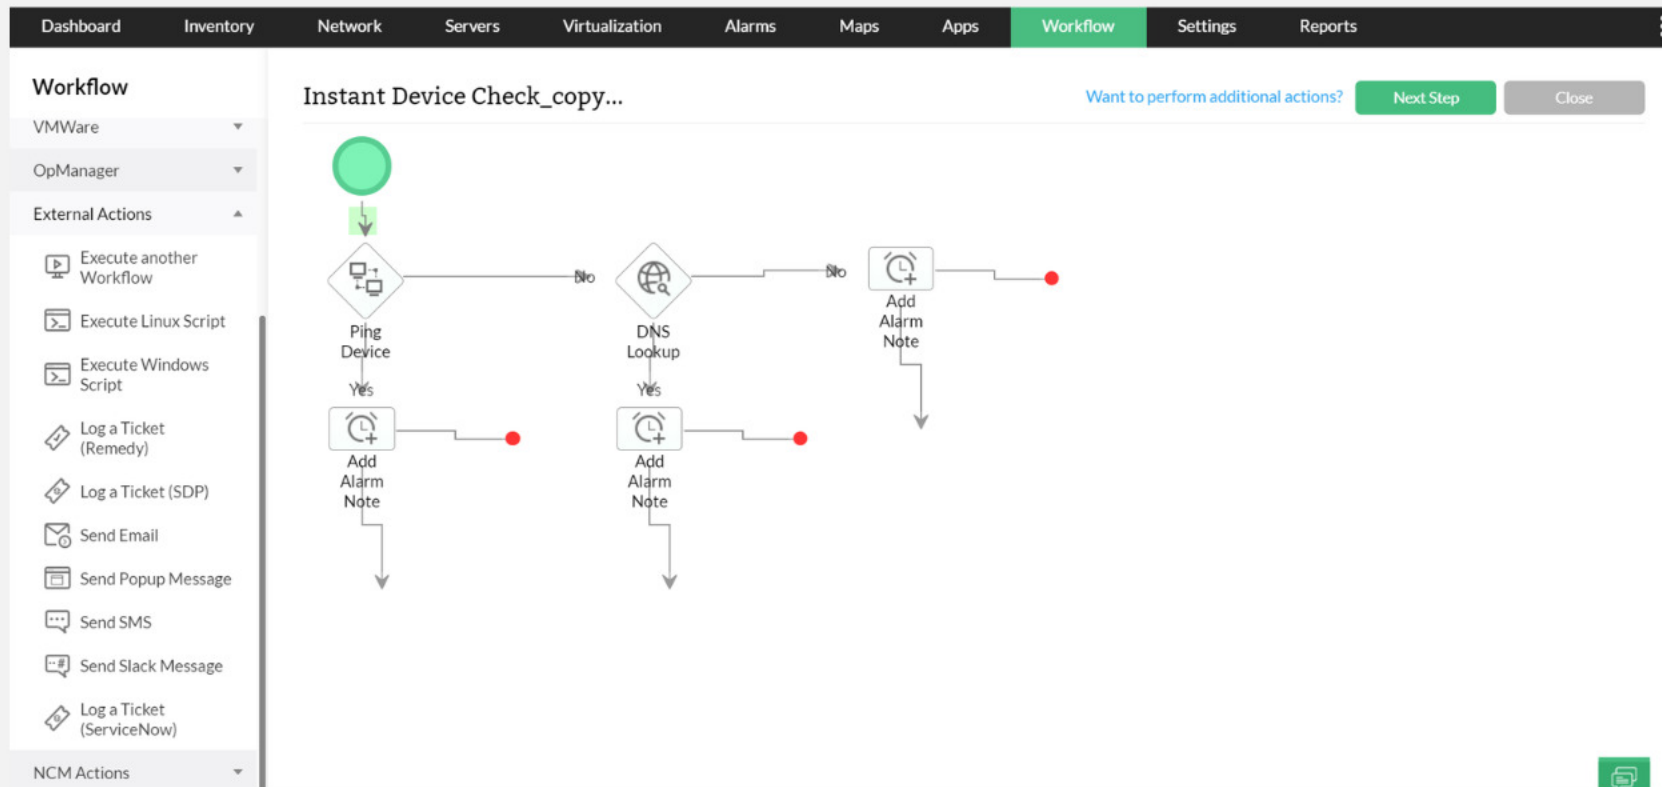 Dashboard Inventory Network Servers Virtualization Alarms Maps Apps Workflow Settings Reports
Workflow
VMWare
OpManager
External Actions
Execute another
Workflow
Execute Linux Script
Execute Windows
Script
Log a Ticket
(Remedy)
Log a Ticket (SDP)
Send Email
Send Popup Message
Send SMS
Send Slack Message
Log a Ticket
(ServiceNow)
NCM Actions
Instant Device Check_copy...
Want to perform additional actions? Next Step Close
No No
Add
Alarm
Note
Ping
Device
DNS
Lookup
Yes Yes
Add
Alarm
Note
Add
Alarm
Note